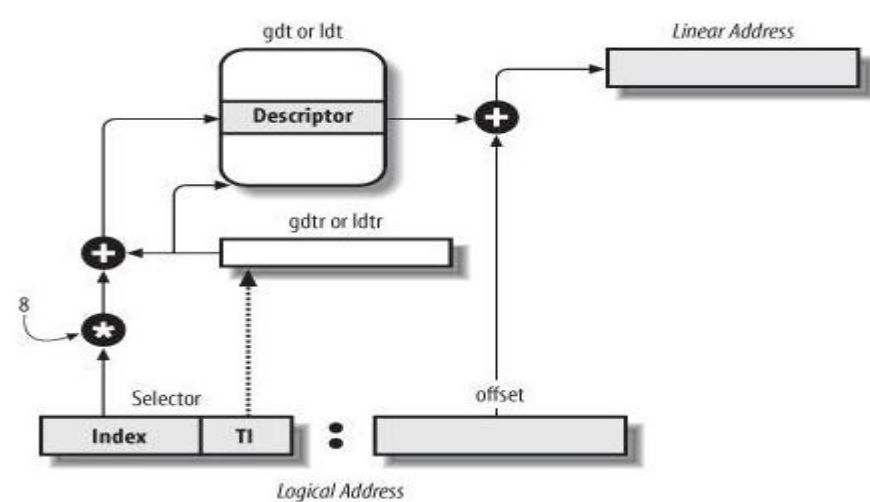 gdt or ldt
Linear Address
Descriptor
+
gdtr or ldtr
+
8
*
Selector
offset
Index TI :
Logical Address